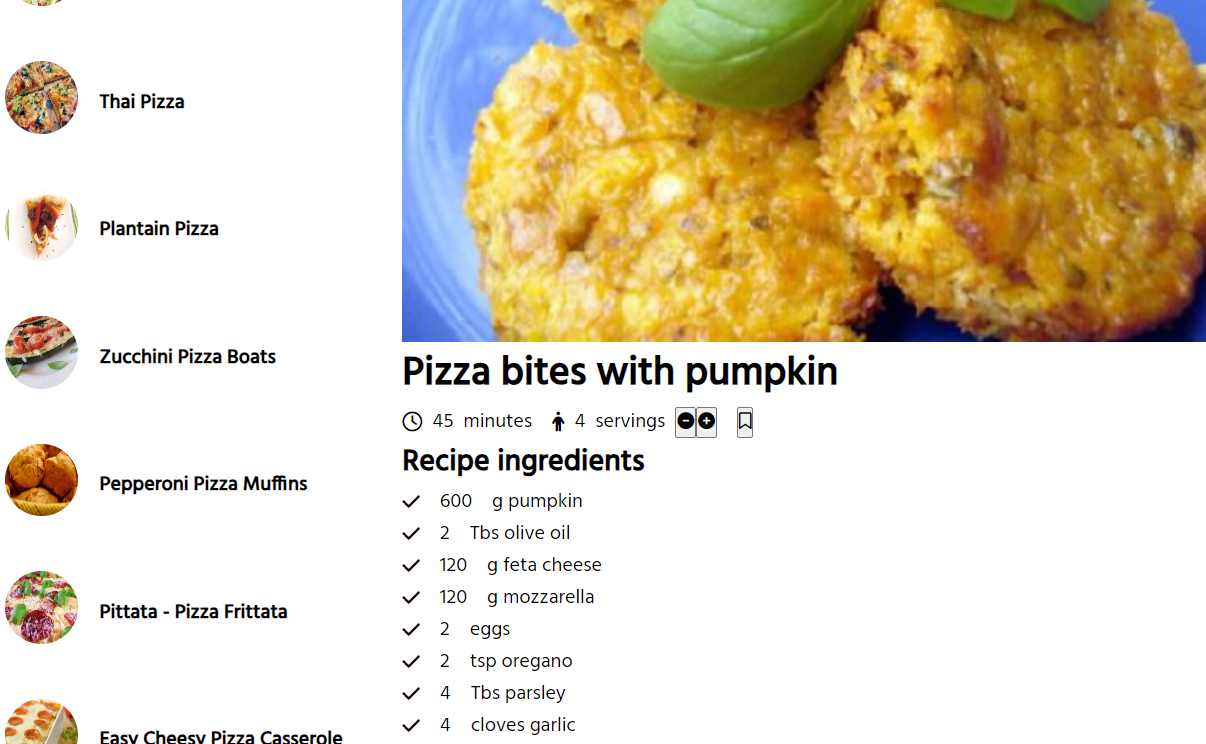 Thai Pizza
Plantain Pizza
Zucchini Pizza Boats
Pepperoni Pizza Muffins
Pittata - Pizza Frittata
Easy Cheesy Pizza Casserole
Pizza bites with pumpkin
45 minutes 4 servings
Recipe ingredients
600 g pumpkin
2 Tbs olive oil
120 g feta cheese
120 g mozzarella
2 eggs
2 tsp oregano
4 Tbs parsley
4 cloves garlic